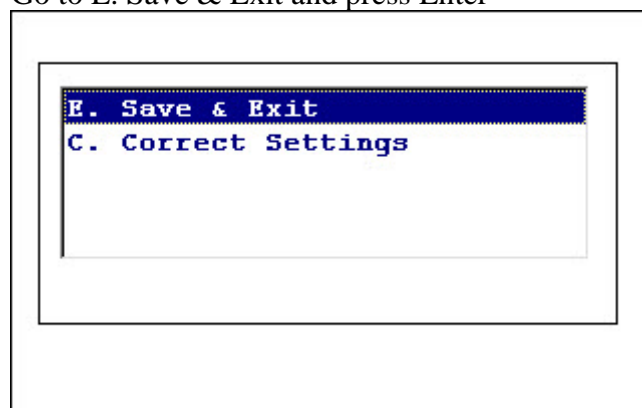 Go to E. Save & Exit and press Enter
E. Save & Exit
C. Correct Settings